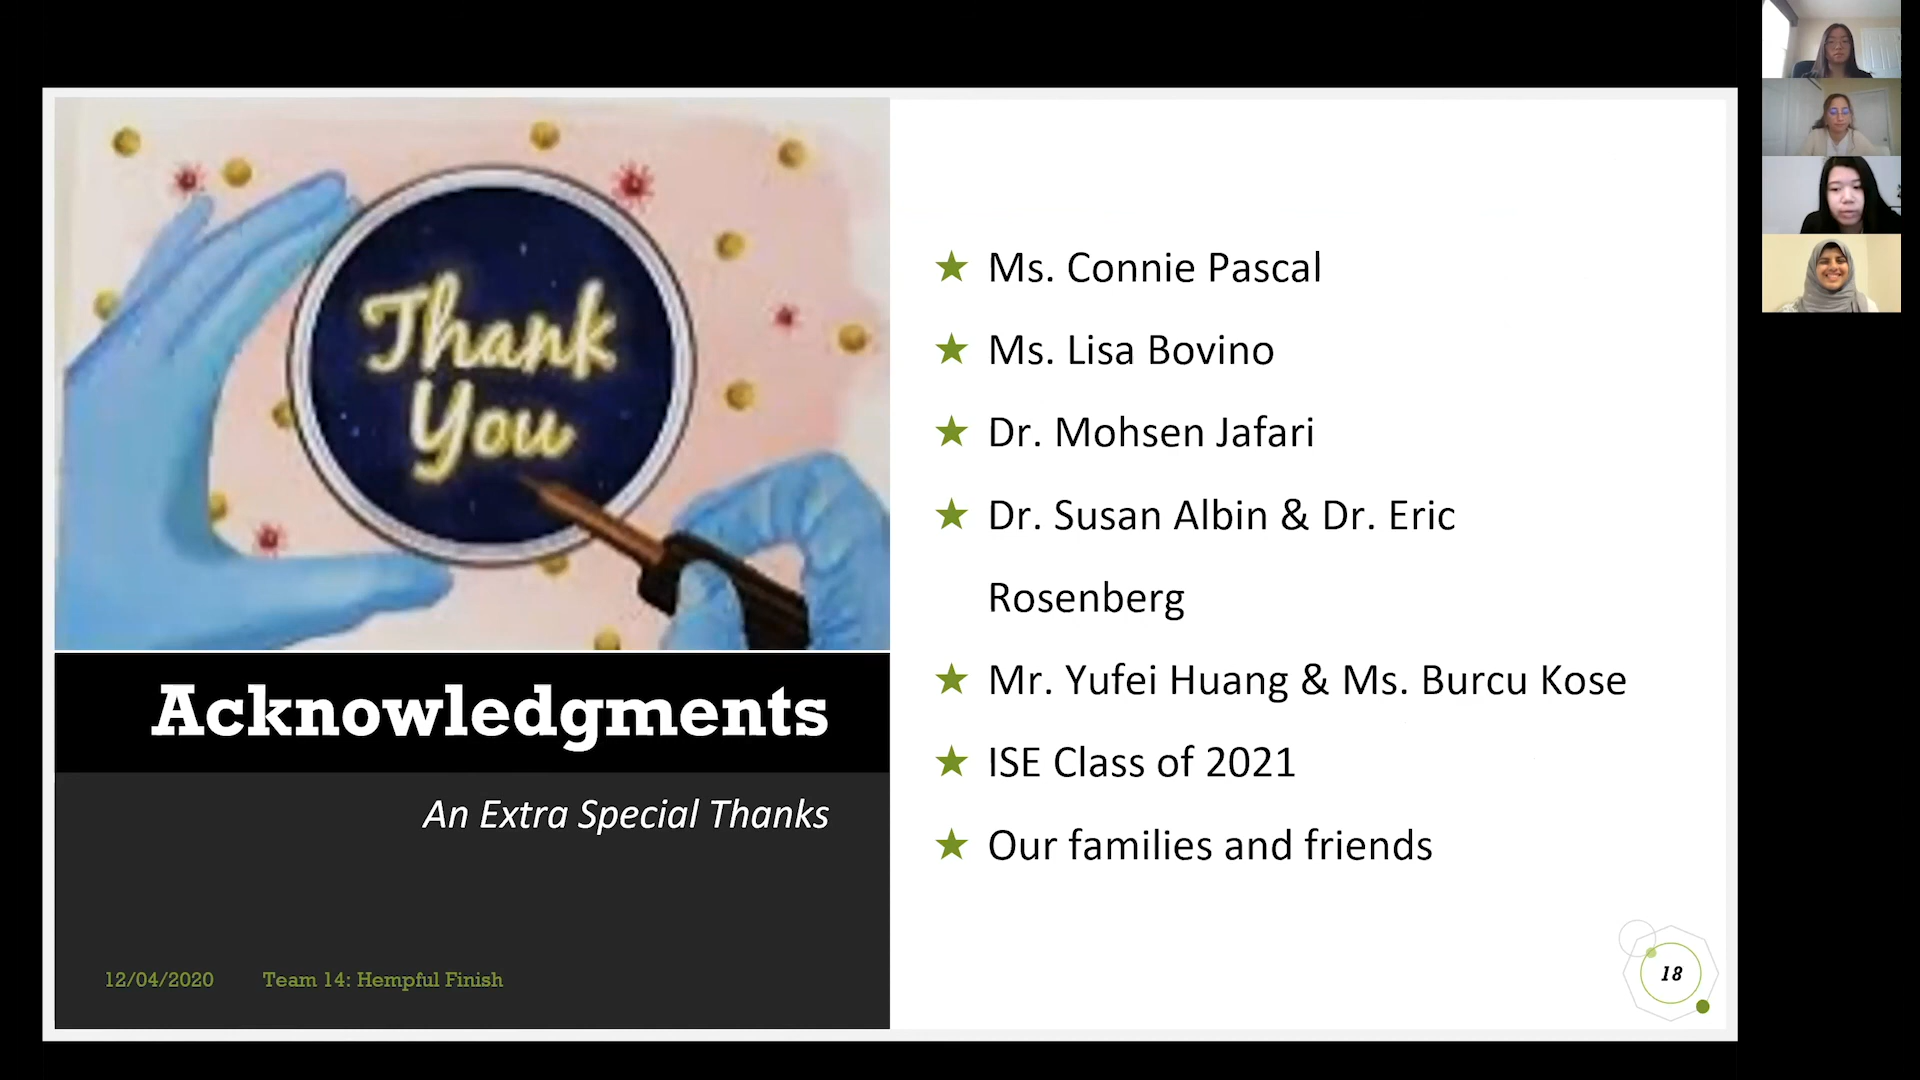 Thank
You
Acknowledgments
An Extra Special Thanks
12/04/2020 Team 14: Hempful Finish
★ Ms. Connie Pascal
★ Ms. Lisa Bovino
★ Dr. Mohsen Jafari
★ Dr. Susan Albin & Dr. Eric
Rosenberg
★ Mr. Yufei Huang & Ms. Burcu Kose
★ ISE Class of 2021
★ Our families and friends
18